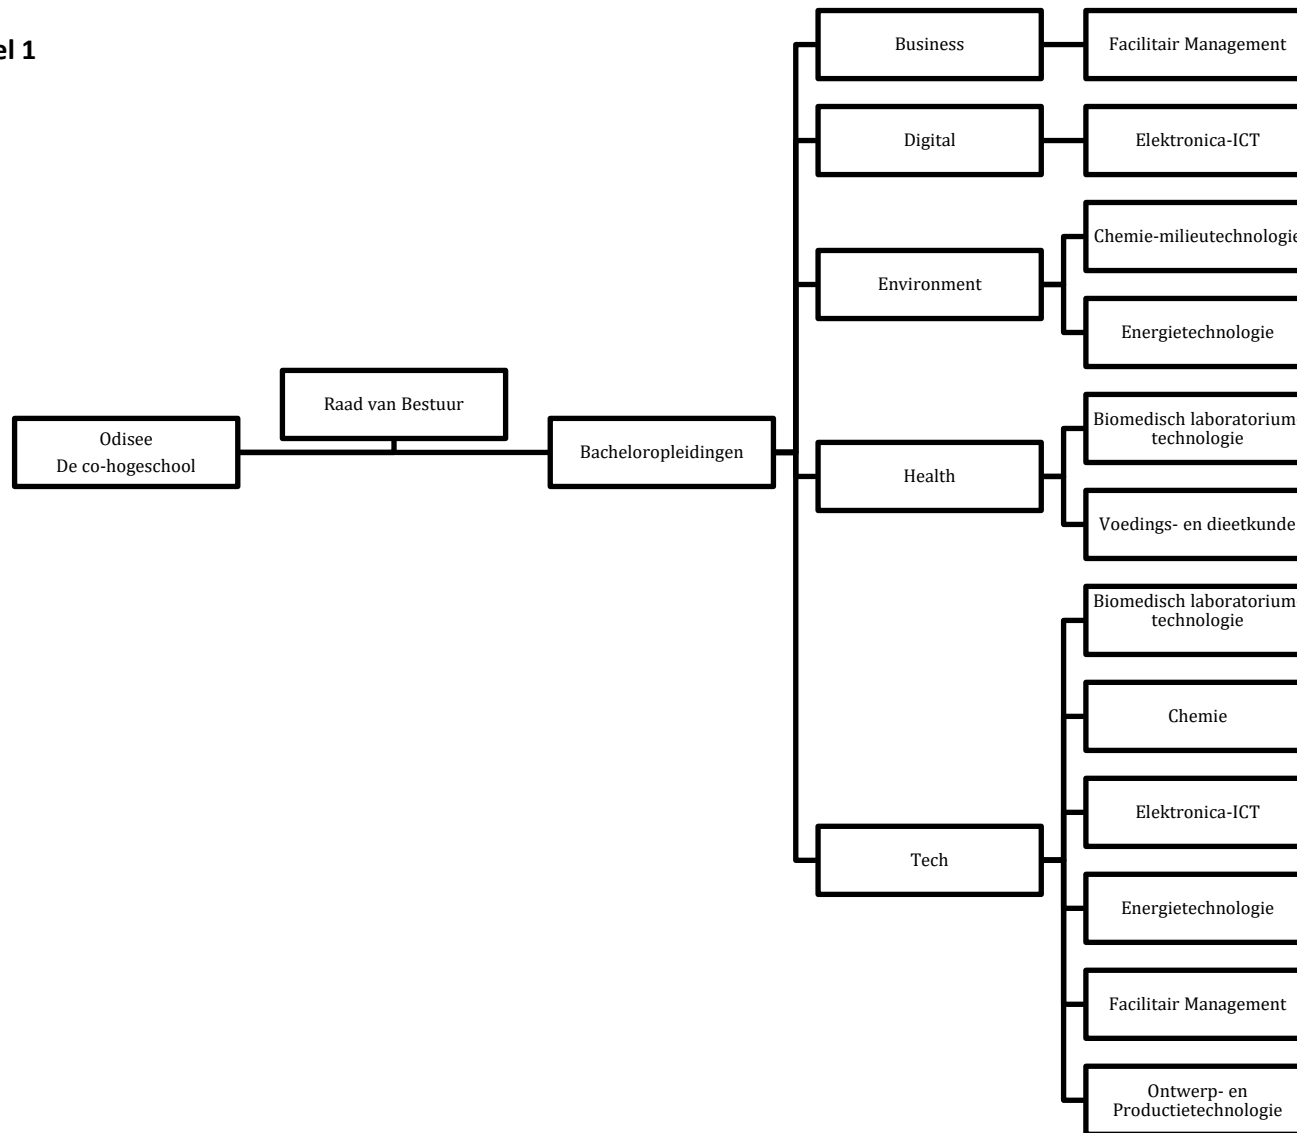 el 1
Business
Facilitair Management
Digital
Elektronica-ICT
Environment
Chemie-milieutechnologie
Energietechnologie
Raad van Bestuur
Odisee
De co-hogeschool
Bacheloropleidingen
Health
Biomedisch laboratorium-
technologie
Voedings- en dieetkunde
Tech
Biomedisch laboratorium-
technologie
Chemie
Elektronica-ICT
Energietechnologie
Facilitair Management
Ontwerp- en
Productietechnologie